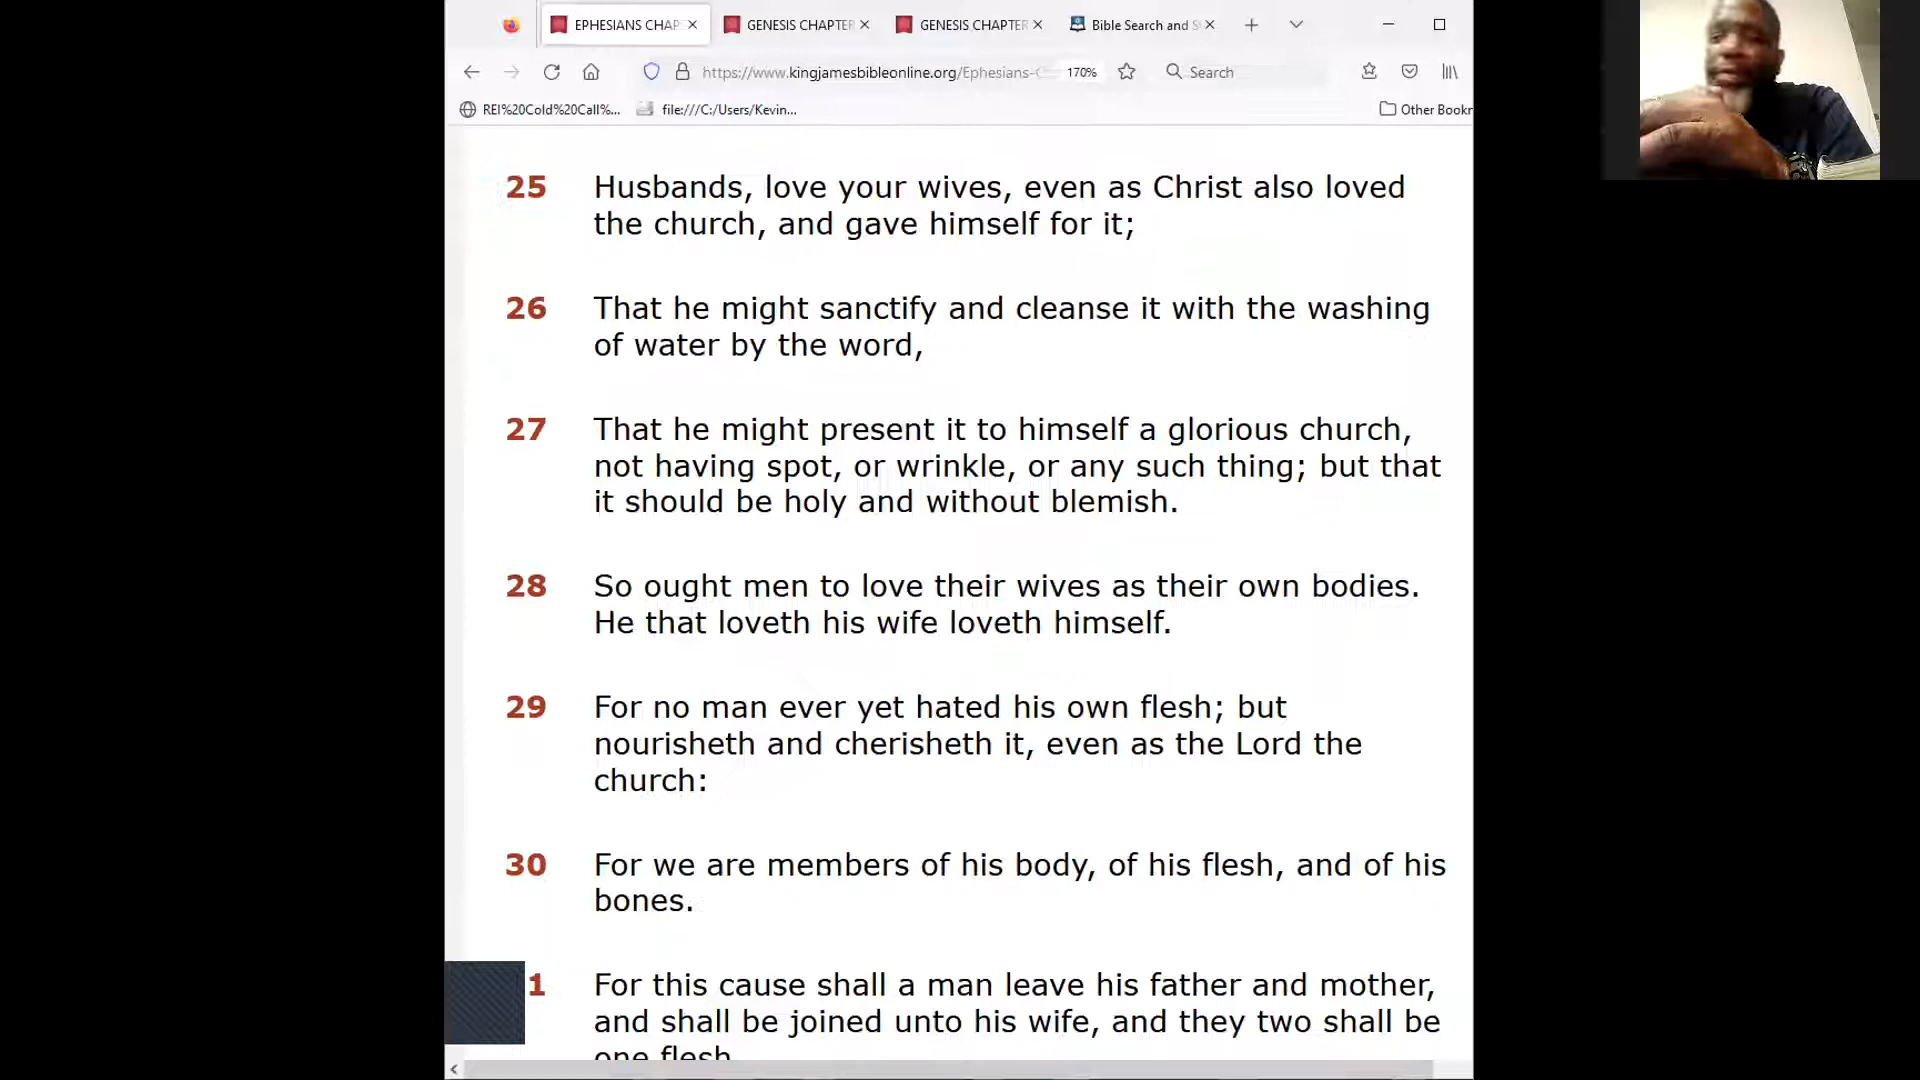 EPHESIANS CHAP
GENESIS CHAPTER
GENESIS CHAPTER
Bible Search and S
https://www.kingjamesbibleonline.org/Ephesians-C
170%
Search
REI%20Cold%20Call%...
file:///C:/Users/Kevin...
Other Bookr
25 Husbands, love your wives, even as Christ also loved
the church, and gave himself for it;
26 That he might sanctify and cleanse it with the washing
of water by the word,
27 That he might present it to himself a glorious church,
not having spot, or wrinkle, or any such thing; but that
it should be holy and without blemish.
28 So ought men to love their wives as their own bodies.
He that loveth his wife loveth himself.
29 For no man ever yet hated his own flesh; but
nourisheth and cherisheth it, even as the Lord the
church:
30 For we are members of his body, of his flesh, and of his
bones.
1 For this cause shall a man leave his father and mother,
and shall be joined unto his wife, and they two shall be
one flesh